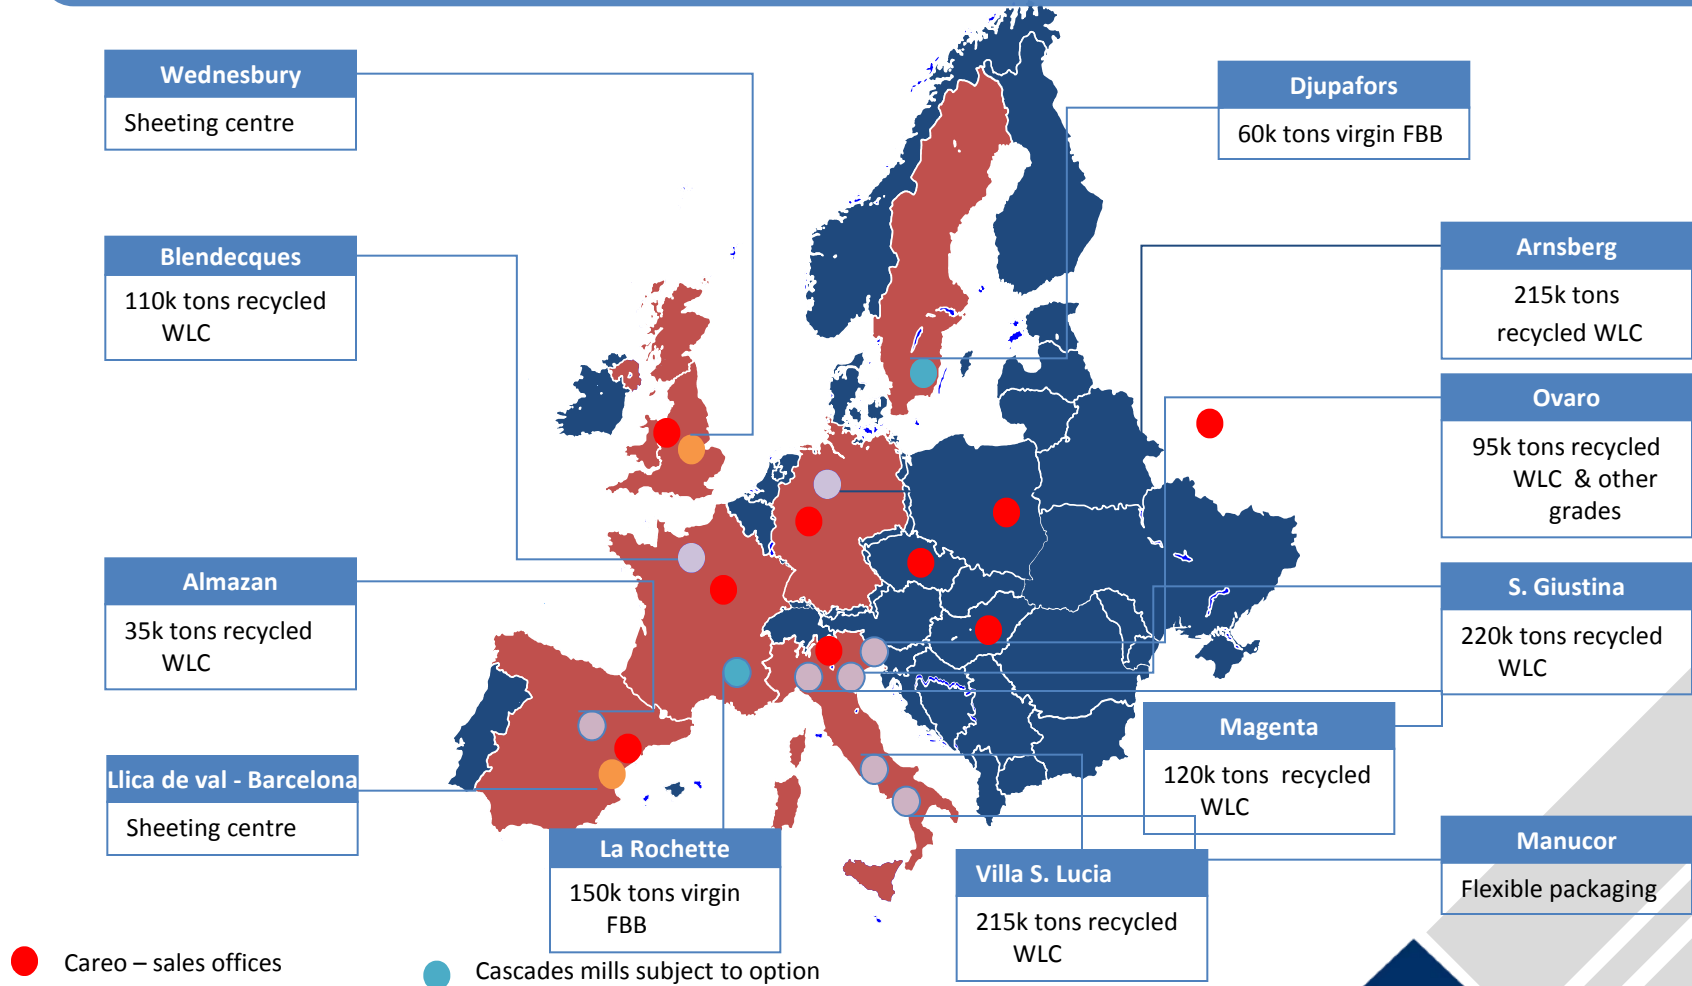 Wednesbury
Sheeting centre
Djupafors
60k tons virgin FBB
Blendecques
110k tons recycled
WLC
Arnsberg
215k tons
recycled WLC
Ovaro
95k tons recycled
WLC & other
grades
Almazan
35k tons recycled
WLC
S. Giustina
220k tons recycled
WLC
Magenta
120k tons recycled
WLC
Llica de val - Barcelona
Sheeting centre
La Rochette
150k tons virgin
FBB
Villa S. Lucia
215k tons recycled
WLC
Manucor
Flexible packaging
Careo – sales offices
Cascades mills subject to option